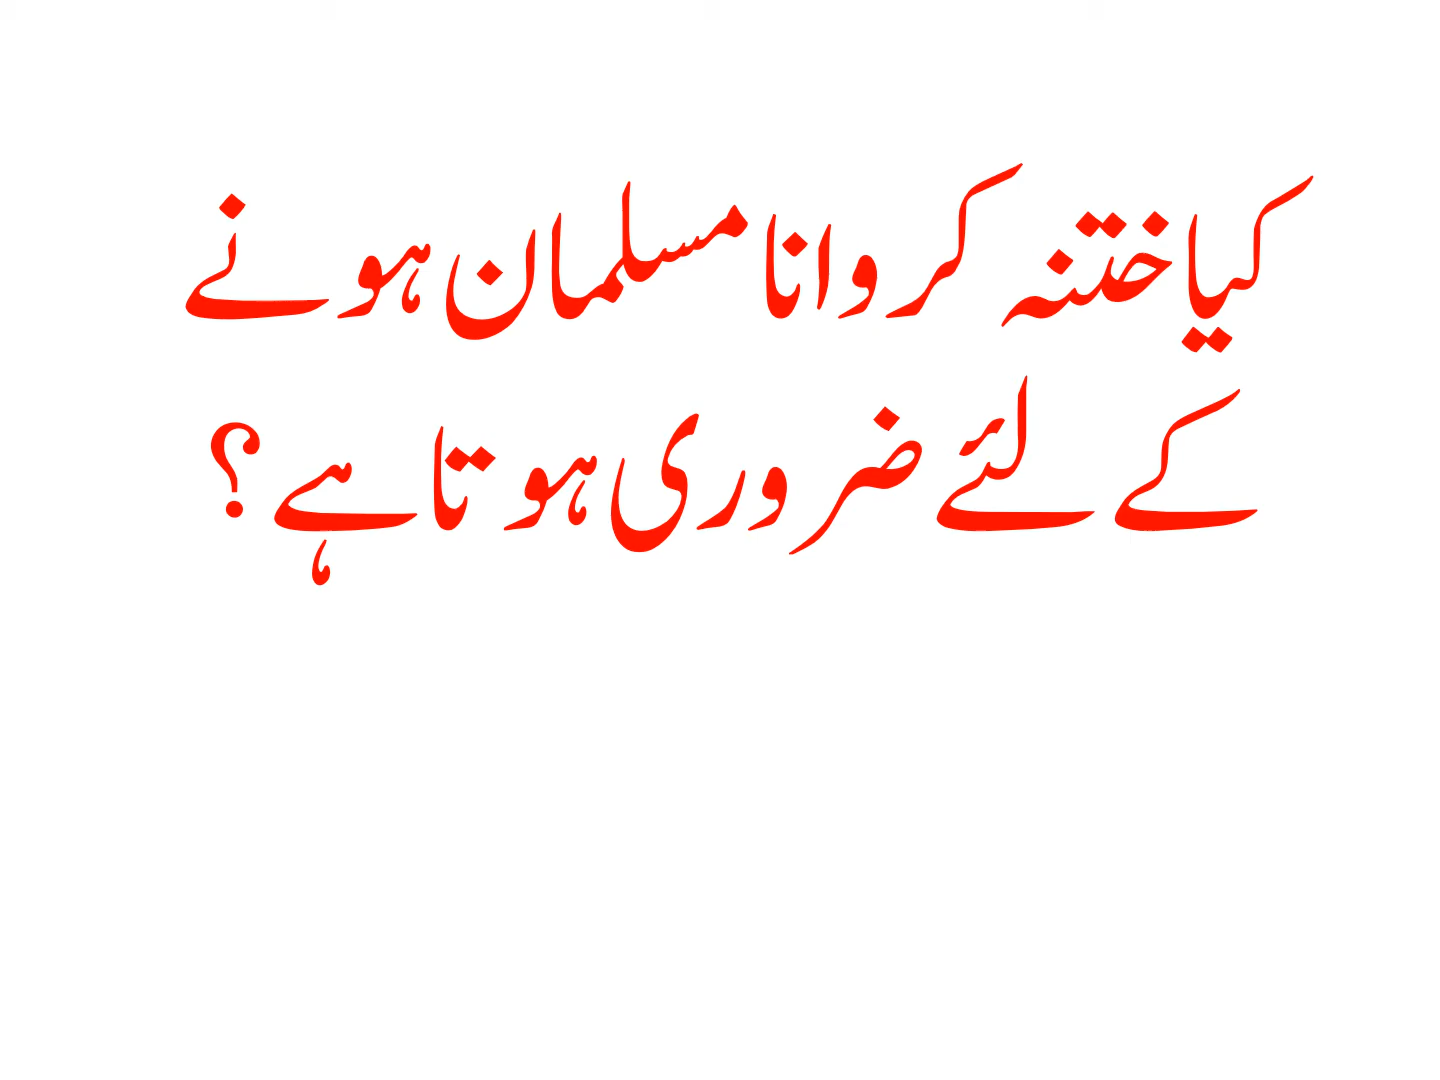 کیا ختنہ کروانا مسلمان ہونے
کے لئے ضروری ہوتا ہے؟